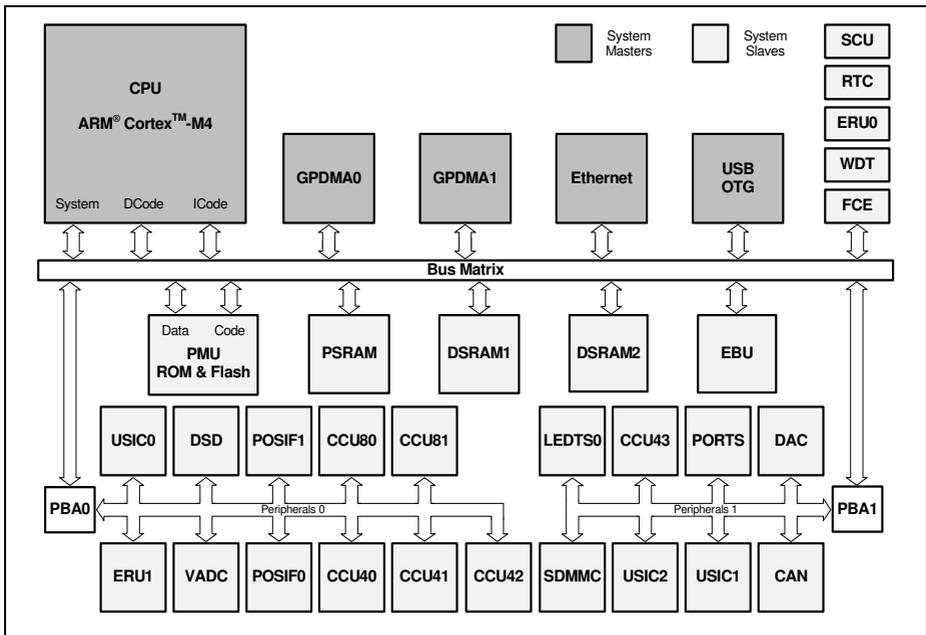 CPU
ARM® Cortex™-M4
System DCode ICode
GPDMA0
GPDMA1
Ethernet
USB
OTG
System
Masters
System
Slaves
SCU
RTC
ERU0
WDT
FCE
Bus Matrix
Data Code
PMU
ROM & Flash
PSRAM
DSRAM1
DSRAM2
EBU
USIC0
DSD
POSIF1
CCU80
CCU81
LEDTS0
CCU43
PORTS
DAC
PBA0
Peripherals 0
Peripherals 1
PBA1
ERU1
VADC
POSIF0
CCU40
CCU41
CCU42
SDMMC
USIC2
USIC1
CAN